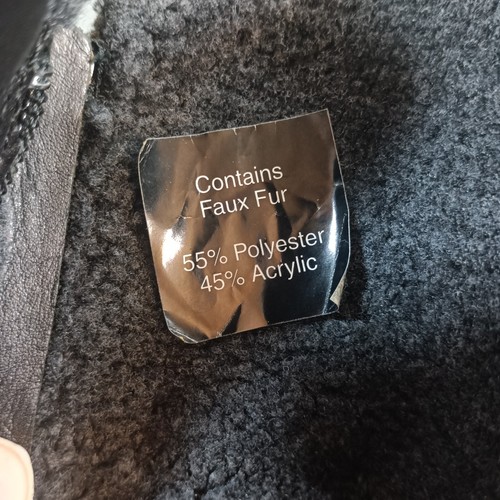 Contains
Faux Fur
55% Polyester
45% Acrylic